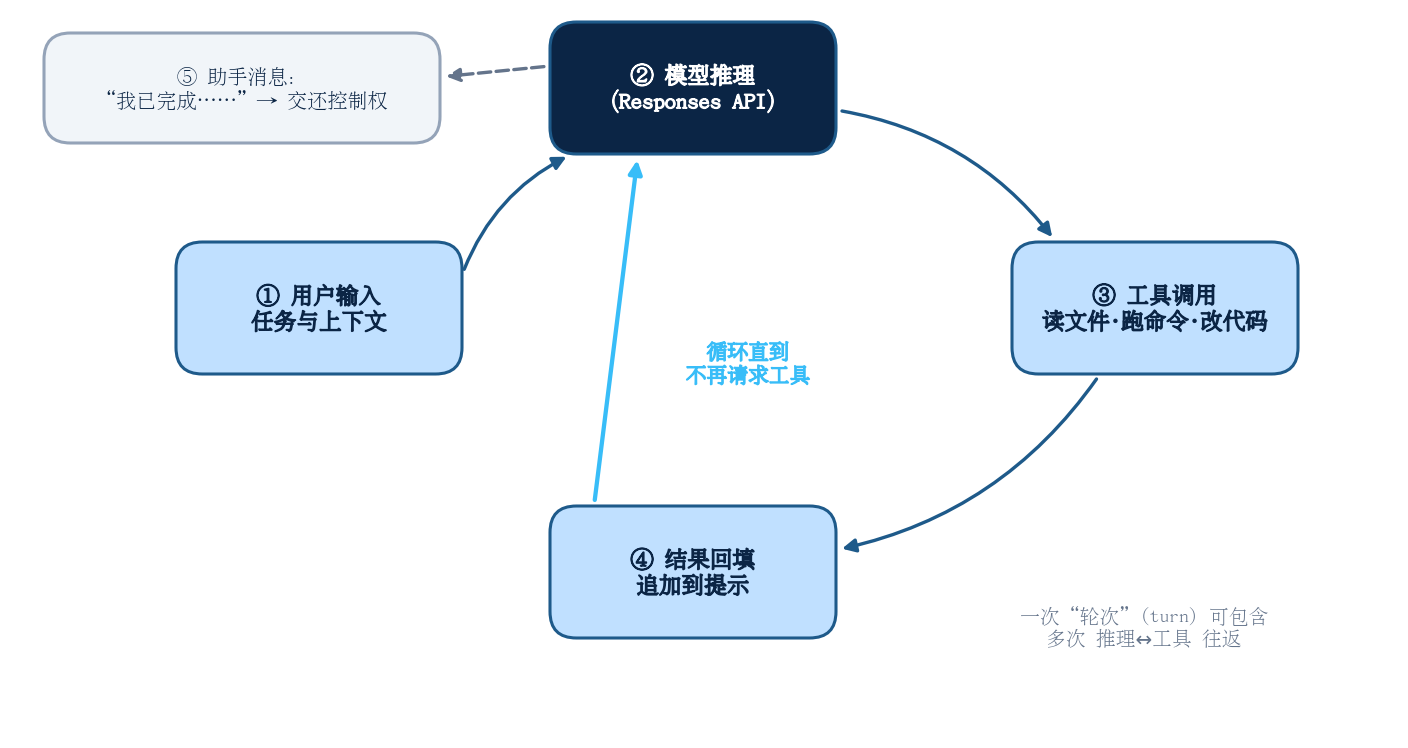 ⑤ 助手消息:
“我已完成……” → 交还控制权
② 模型推理
(Responses API)
① 用户输入
任务与上下文
③ 工具调用
读文件·跑命令·改代码
循环直到
不再请求工具
④ 结果回填
追加到提示
一次“轮次”(turn) 可包含
多次 推理↔工具 往返